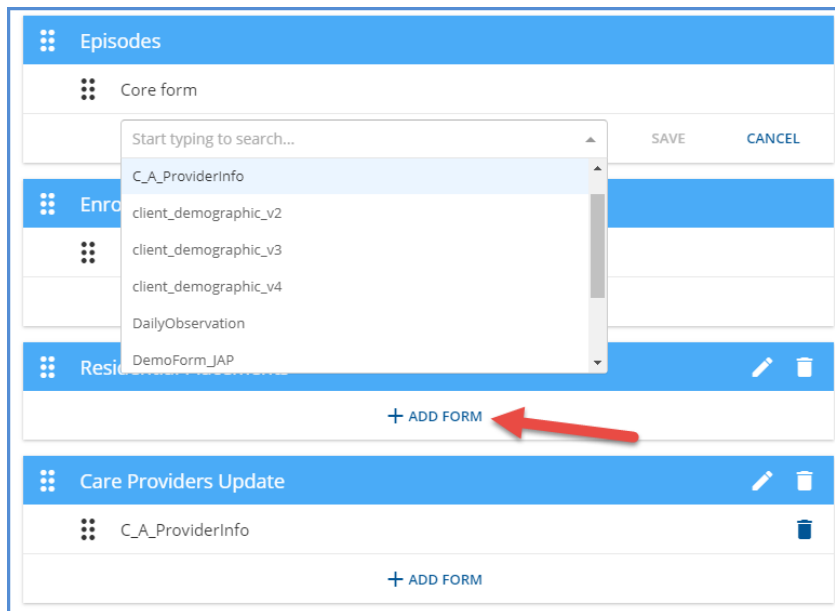 Episodes
Core form
Start typing to search...
SAVE
CANCEL
C_A_ProviderInfo
client_demographic_v2
client_demographic_v3
client_demographic_v4
DailyObservation
DemoForm_JAP
Enro
+ ADD FORM
Care Providers Update
C_A_ProviderInfo
+ ADD FORM